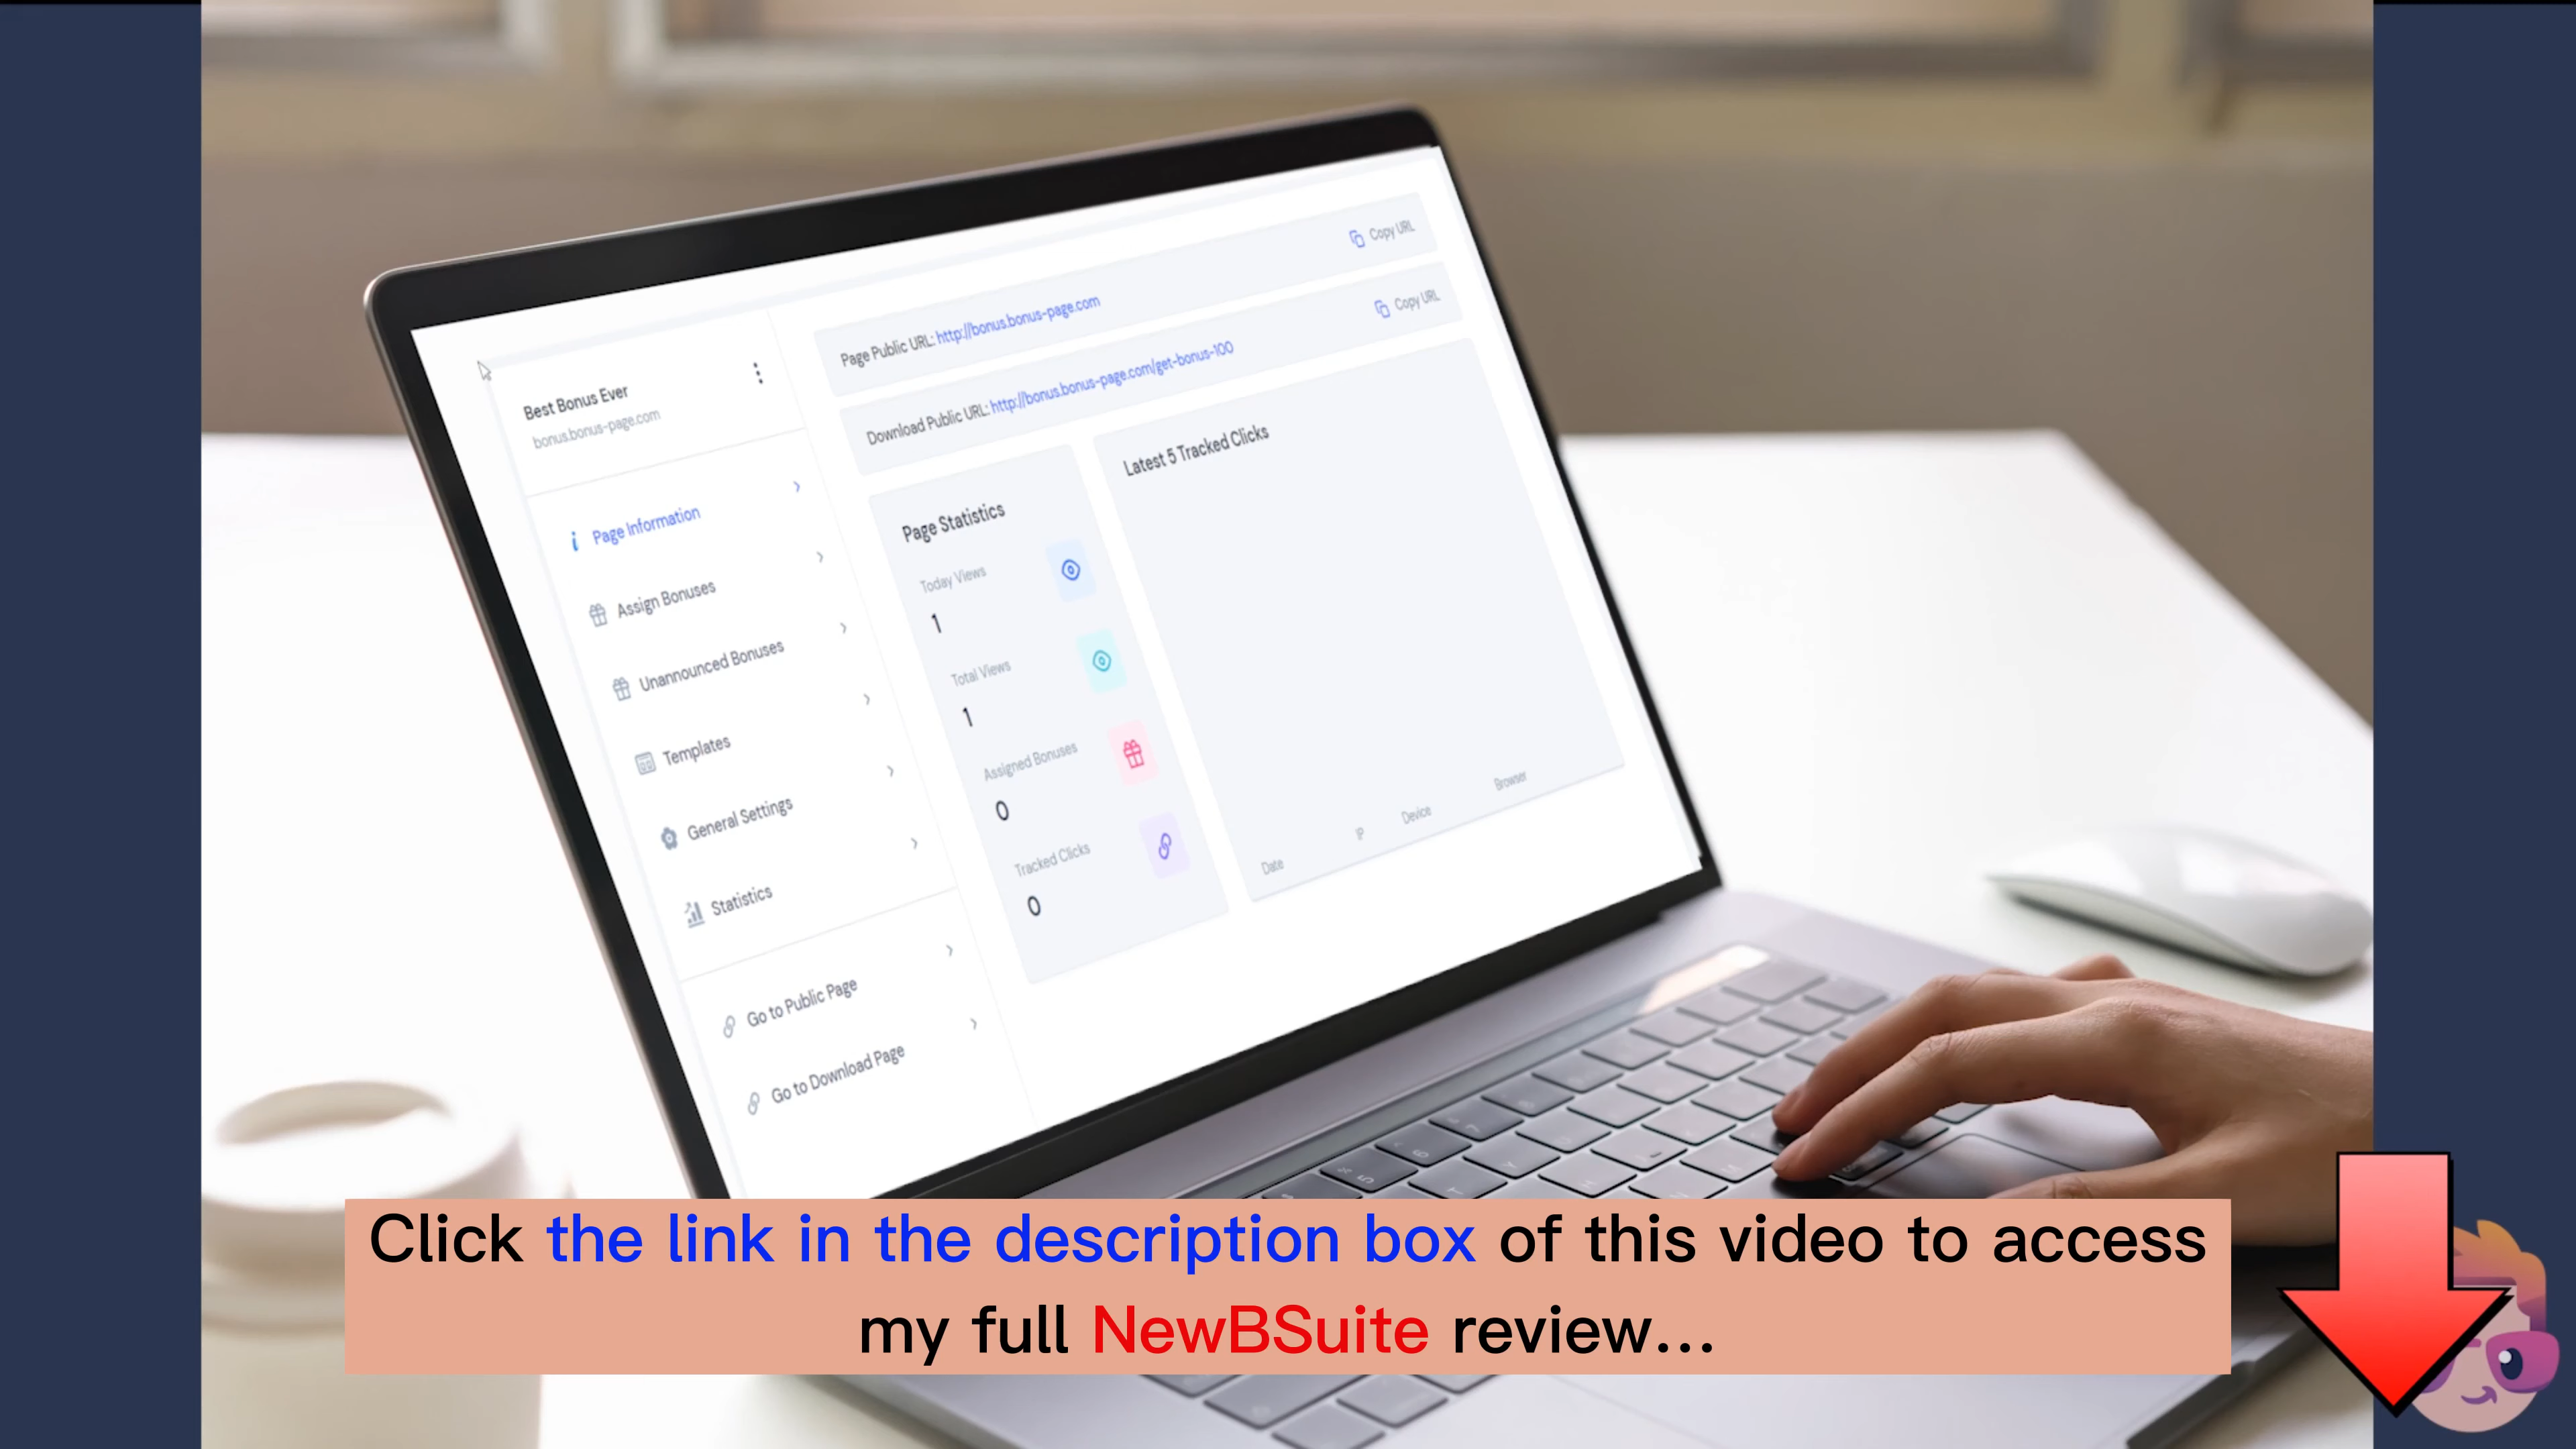 Copy URL
Page Public URL: http://bonus.bonus-page.com
Copy URL
Download Public URL: http://bonus.bonus-page.com/get-bonus-100
Best Bonus Ever
bonus.bonus-page.com
Page Information
Assign Bonuses
Unannounced Bonuses
Templates
General Settings
Statistics
Go to Public Page
Go to Download Page
Page Statistics
Today Views
1
Total Views
1
Assigned Bonuses
0
Tracked Clicks
0
Latest 5 Tracked Clicks
Date IP Device Browser
Click the link in the description box of this video to access
my full NewBSuite review...